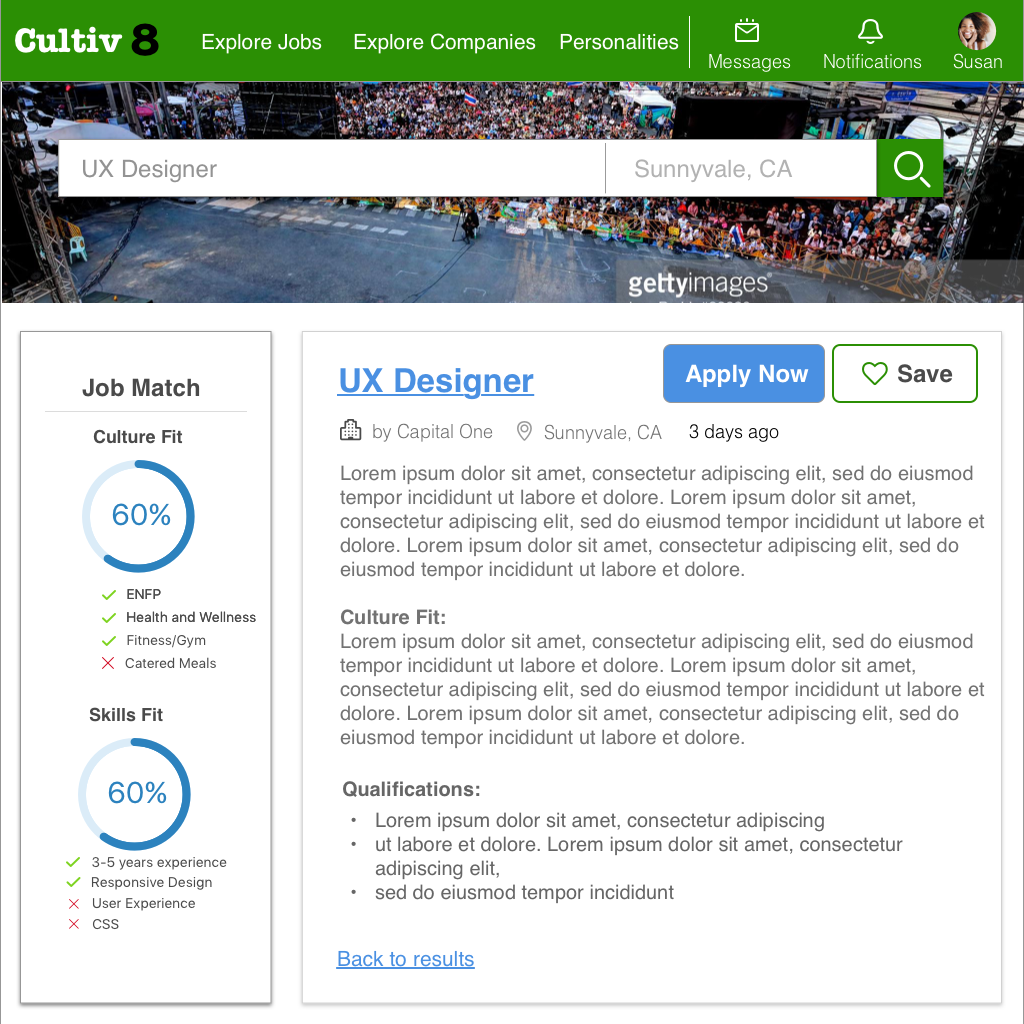 Cultiv 8
Explore Jobs
Explore Companies
Personalities
Messages
Notifications
Susan
UX Designer
Sunnyvale, CA
gettyimages
Job Match
Culture Fit
60%
ENFP
Health and Wellness
Fitness/Gym
Catered Meals
Skills Fit
60%
3-5 years experience
Responsive Design
User Experience
CSS
UX Designer
Apply Now
Save
by Capital One
Sunnyvale, CA
3 days ago
Lorem ipsum dolor sit amet, consectetur adipiscing elit, sed do eiusmod
tempor incididunt ut labore et dolore. Lorem ipsum dolor sit amet,
consectetur adipiscing elit, sed do eiusmod tempor incididunt ut labore et
dolore. Lorem ipsum dolor sit amet, consectetur adipiscing elit, sed do
eiusmod tempor incididunt ut labore et dolore.
Culture Fit:
Lorem ipsum dolor sit amet, consectetur adipiscing elit, sed do eiusmod
tempor incididunt ut labore et dolore. Lorem ipsum dolor sit amet,
consectetur adipiscing elit, sed do eiusmod tempor incididunt ut labore et
dolore. Lorem ipsum dolor sit amet, consectetur adipiscing elit, sed do
eiusmod tempor incididunt ut labore et dolore.
Qualifications:
• Lorem ipsum dolor sit amet, consectetur adipiscing
• ut labore et dolore. Lorem ipsum dolor sit amet, consectetur
adipiscing elit,
• sed do eiusmod tempor incididunt
Back to results